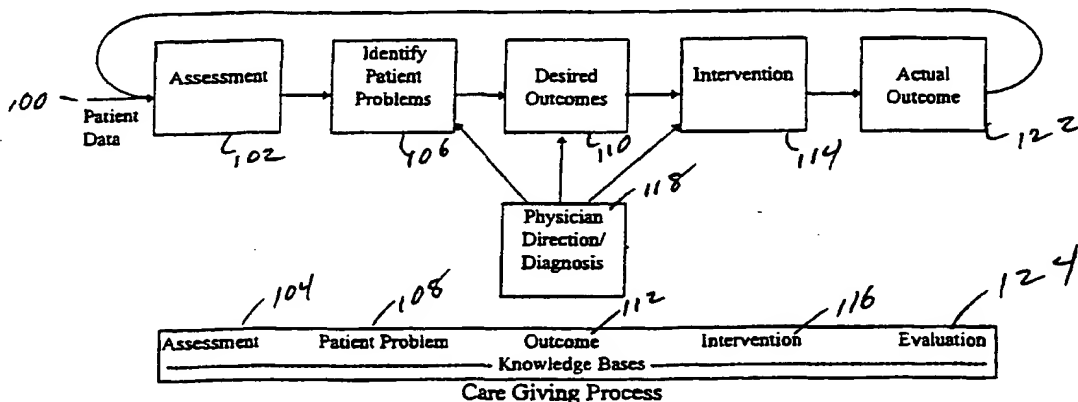 Assessment
Identify
Patient
Problems
Desired
Outcomes
Intervention
Actual
Outcome
100
Patient
Data
102
106
110
114
122
118
Physician
Direction/
Diagnosis
104
108
112
116
124
Assessment Patient Problem Outcome Intervention Evaluation
Knowledge Bases
Care Giving Process